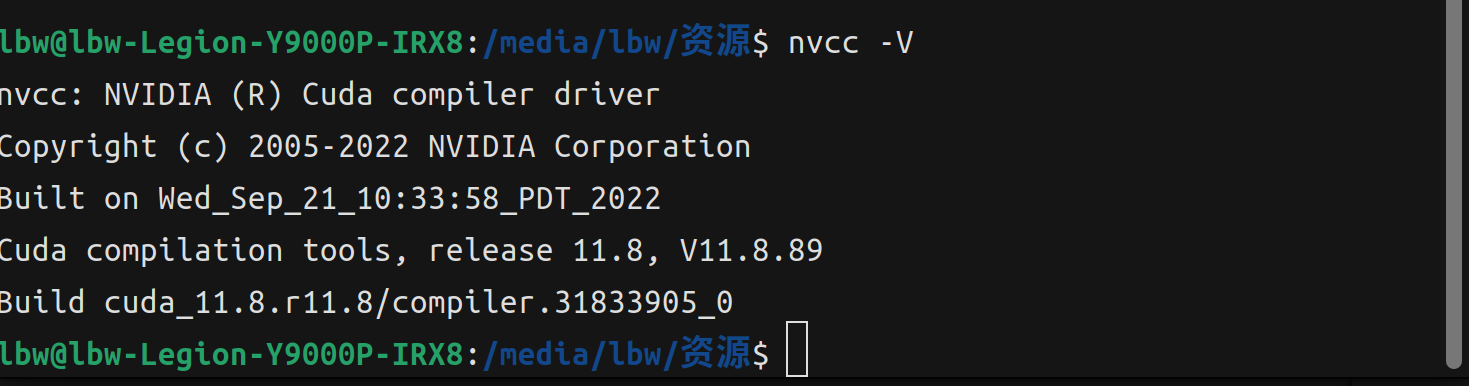 lbw@lbw-Legion-Y9000P-IRX8:/media/lbw/资源$ nvcc -V
nvcc: NVIDIA (R) Cuda compiler driver
Copyright (c) 2005-2022 NVIDIA Corporation
Built on Wed_Sep_21_10:33:58_PDT_2022
Cuda compilation tools, release 11.8, V11.8.89
Build cuda_11.8.r11.8/compiler.31833905_0
lbw@lbw-Legion-Y9000P-IRX8:/media/lbw/资源$